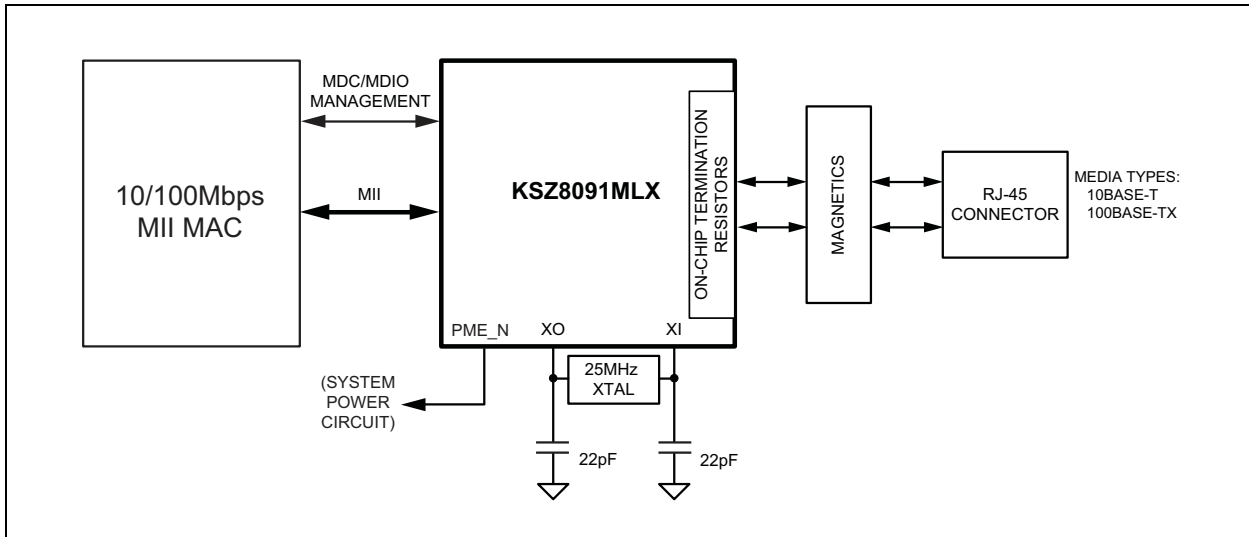 MDC/MDIO
MANAGEMENT
10/100Mbps
MII MAC
MII
KSZ8091MLX
ON-CHIP TERMINATION
RESISTORS
MAGNETICS
RJ-45
CONNECTOR
MEDIA TYPES:
10BASE-T
100BASE-TX
PME_N
XO
XI
25MHz
XTAL
(SYSTEM
POWER
CIRCUIT)
22pF
22pF